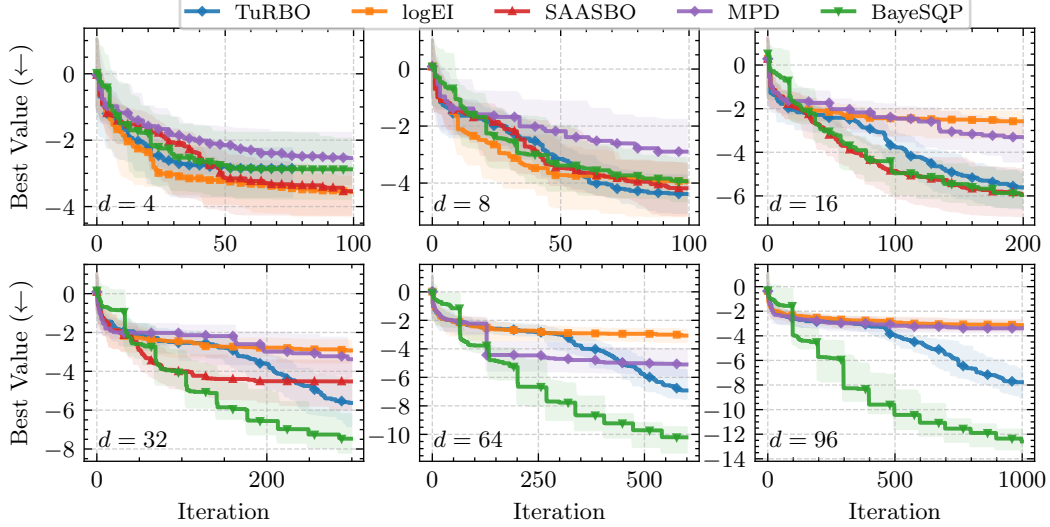 TuRBO logEI SAASBO MPD BayeSQP
Best Value (←)
0
−2
−4
d = 4
0 50 100
0
−2
−4
d = 8
0 50 100
0
−2
−4
−6
d = 16
0 100 200
Best Value (←)
0
−2
−4
−6
−8
d = 32
0 200
Iteration
0
−2
−4
−6
−8
−10
d = 64
0 250 500
Iteration
0
−2
−4
−6
−8
−10
−12
−14
d = 96
0 500 1000
Iteration